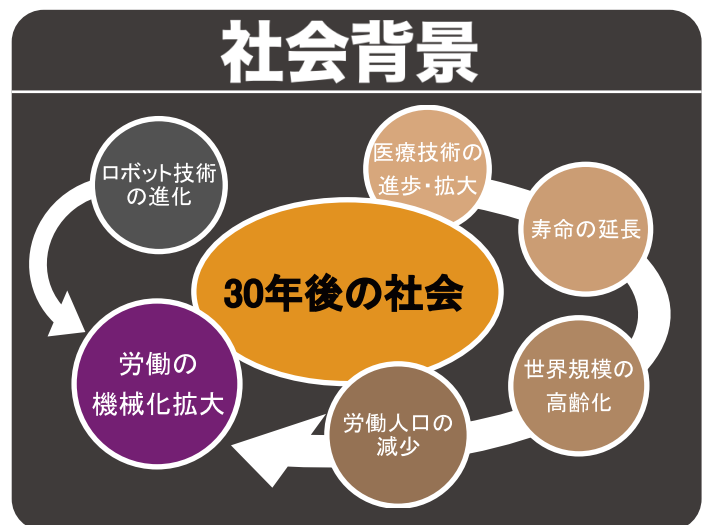 社会背景
ロボット技術
の進化
医療技術の
進歩・拡大
寿命の延長
30年後の社会
世界規模の
高齢化
労働人口の
減少
労働の
機械化拡大